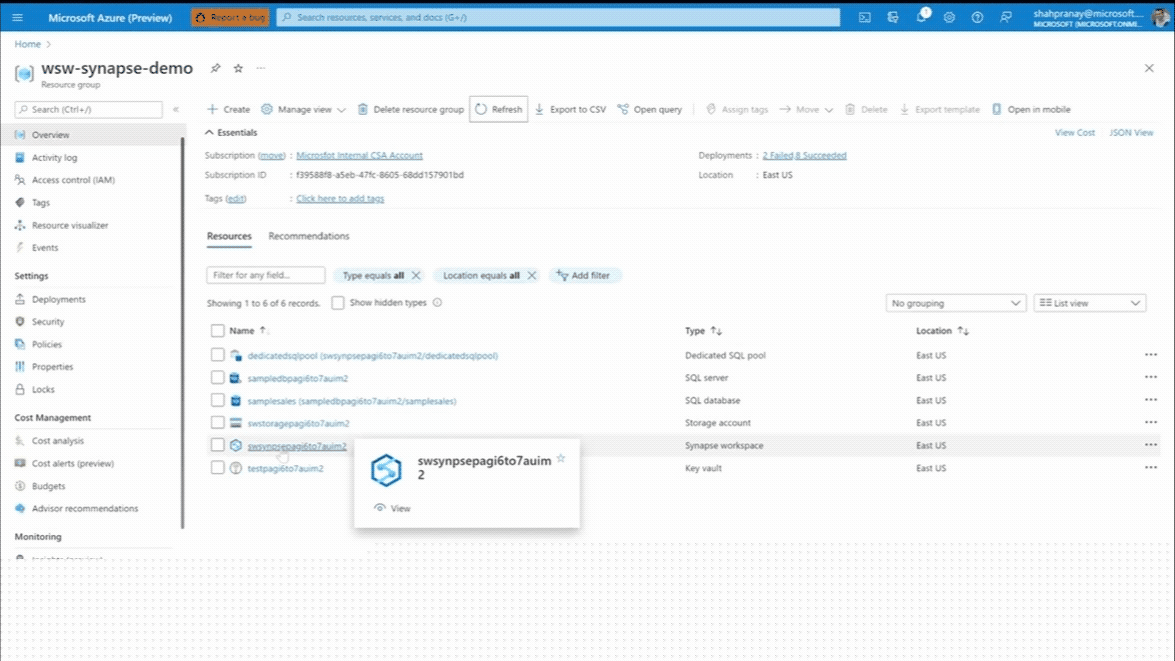 Microsoft Azure (Preview)
Report a bug
Search resources, services, and docs (G+/)
1
shahpranay@microsoft....
MICROSOFT (MICROSOFT.ONMI...
Home >
wsw-synapse-demo
Resource group
Search (Ctrl+/)
Create
Manage view
Delete resource group
Refresh
Export to CSV
Open query
Assign tags
Move
Delete
Export template
Open in mobile
Overview
Activity log
Access control (IAM)
Tags
Resource visualizer
Events
Settings
Deployments
Security
Policies
Properties
Locks
Cost Management
Cost analysis
Cost alerts (preview)
Budgets
Advisor recommendations
Monitoring
Essentials
View Cost
JSON View
Subscription (move) : Microsfot Internal CSA Account
Deployments : 2 Failed,8 Succeeded
Subscription ID : f39588f8-a5eb-47fc-8605-68dd157901bd
Location : East US
Tags (edit) : Click here to add tags
Resources
Recommendations
Filter for any field...
Type equals all
Location equals all
Add filter
Showing 1 to 6 of 6 records.
Show hidden types
No grouping
List view
Name
Type
Location
dedicatedsqlpool (swsynpsepagi6to7auim2/dedicatedsqlpool)
Dedicated SQL pool
East US
sampledbpagi6to7auim2
SQL server
East US
samplesales (sampledbpagi6to7auim2/samplesales)
SQL database
East US
swstoragepagi6to7auim2
Storage account
East US
swsynpsepagi6to7auim2
Synapse workspace
East US
testpagi6to7auim2
Key vault
East US
swsynpsepagi6to7auim
2
View